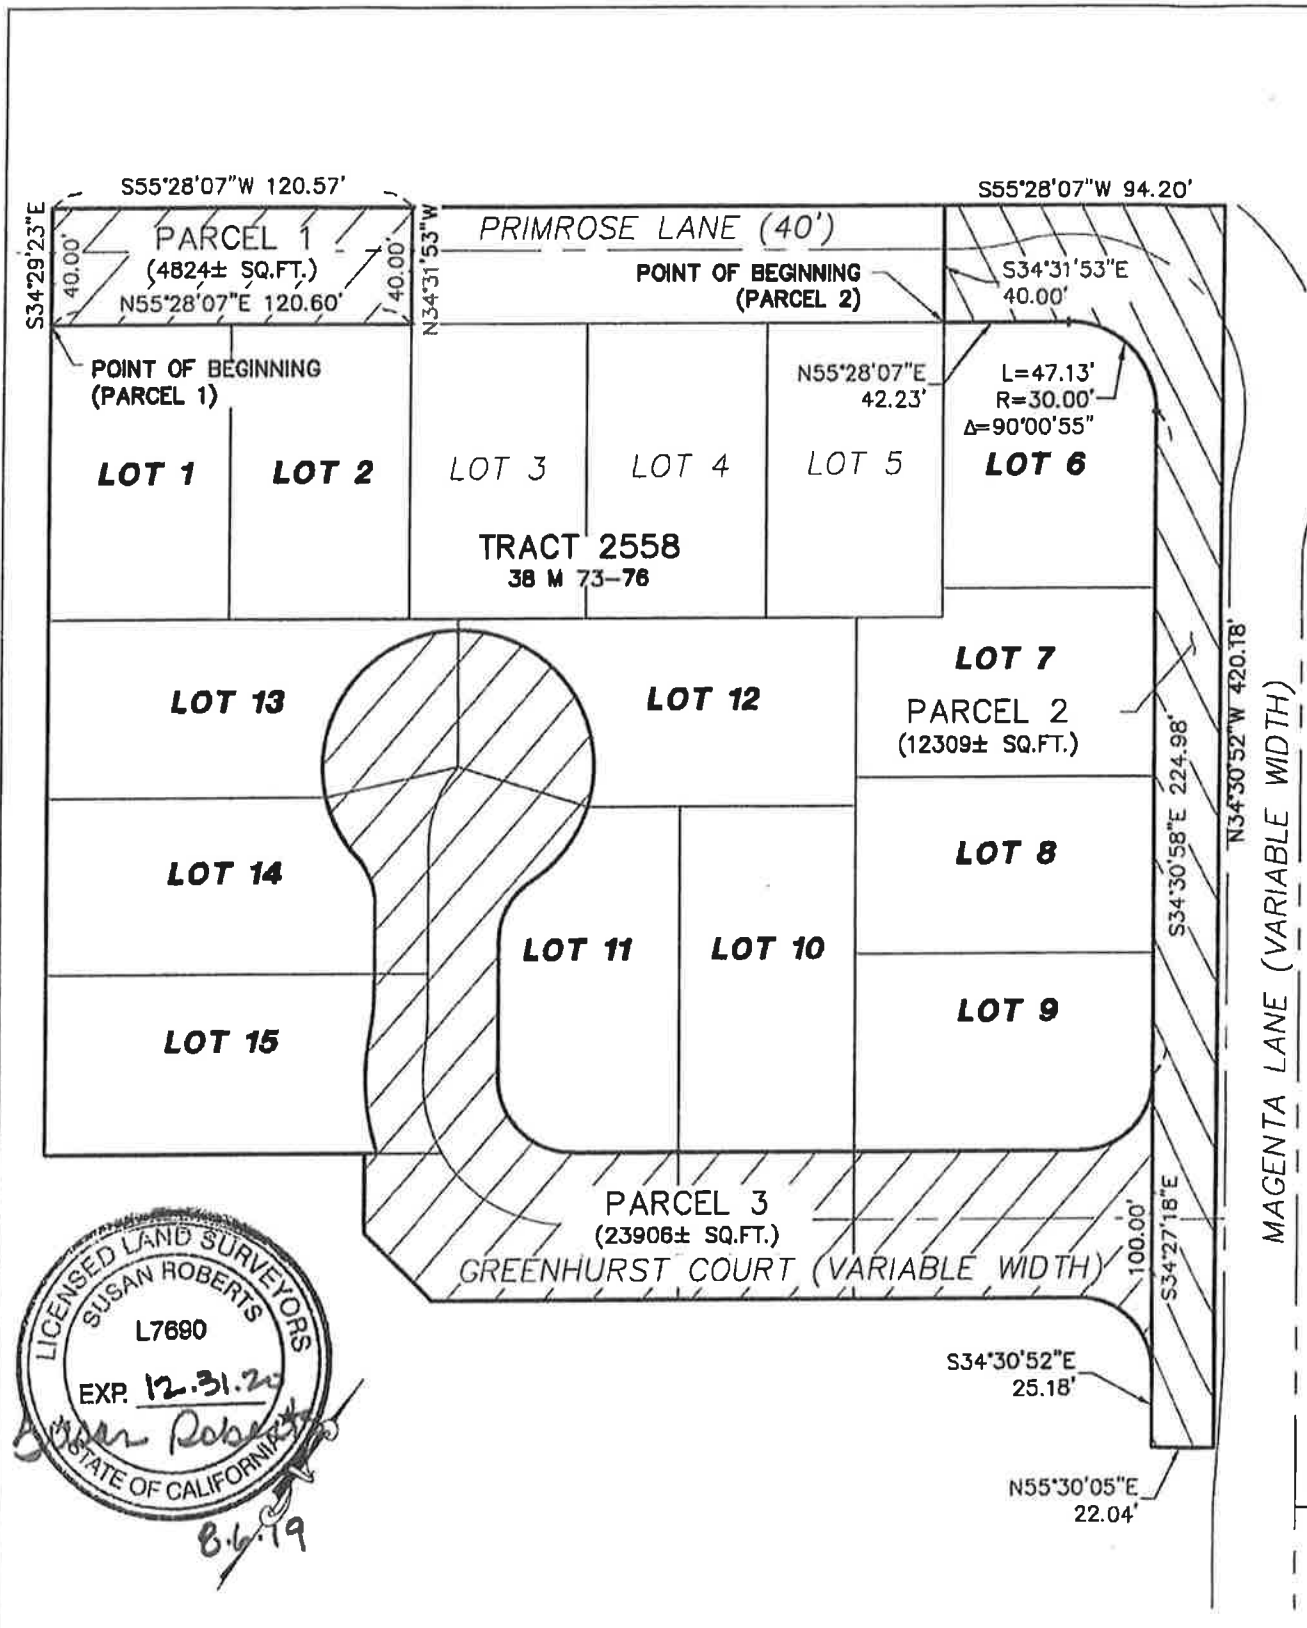 S55°28'07"W 120.57'
S55°28'07"W 94.20'
S34°29'23"E
40.00'
PARCEL 1
(4824± SQ.FT.)
N55°28'07"E 120.60'
40.00'
N34°31'53"W
PRIMROSE LANE (40')
POINT OF BEGINNING
(PARCEL 2)
S34°31'53"E
40.00'
POINT OF BEGINNING
(PARCEL 1)
N55°28'07"E
42.23'
L=47.13'
R=30.00'
Δ=90°00'55"
LOT 1
LOT 2
LOT 3
LOT 4
LOT 5
LOT 6
TRACT 2558
38 M 73-76
LOT 13
LOT 12
LOT 7
PARCEL 2
(12309± SQ.FT.)
S34°30'58"E 224.98'
N34°30'52"W 420.18'
MAGENTA LANE (VARIABLE WIDTH)
LOT 14
LOT 8
LOT 11
LOT 10
LOT 9
LOT 15
PARCEL 3
(23906± SQ.FT.)
GREENHURST COURT (VARIABLE WIDTH)
100.00'
S34°27'18"E
S34°30'52"E
25.18'
N55°30'05"E
22.04'
LICENSED LAND SURVEYORS
SUSAN ROBERTS
L7690
EXP. 12.31.20
Susan Roberts
STATE OF CALIFORNIA
8.6.19